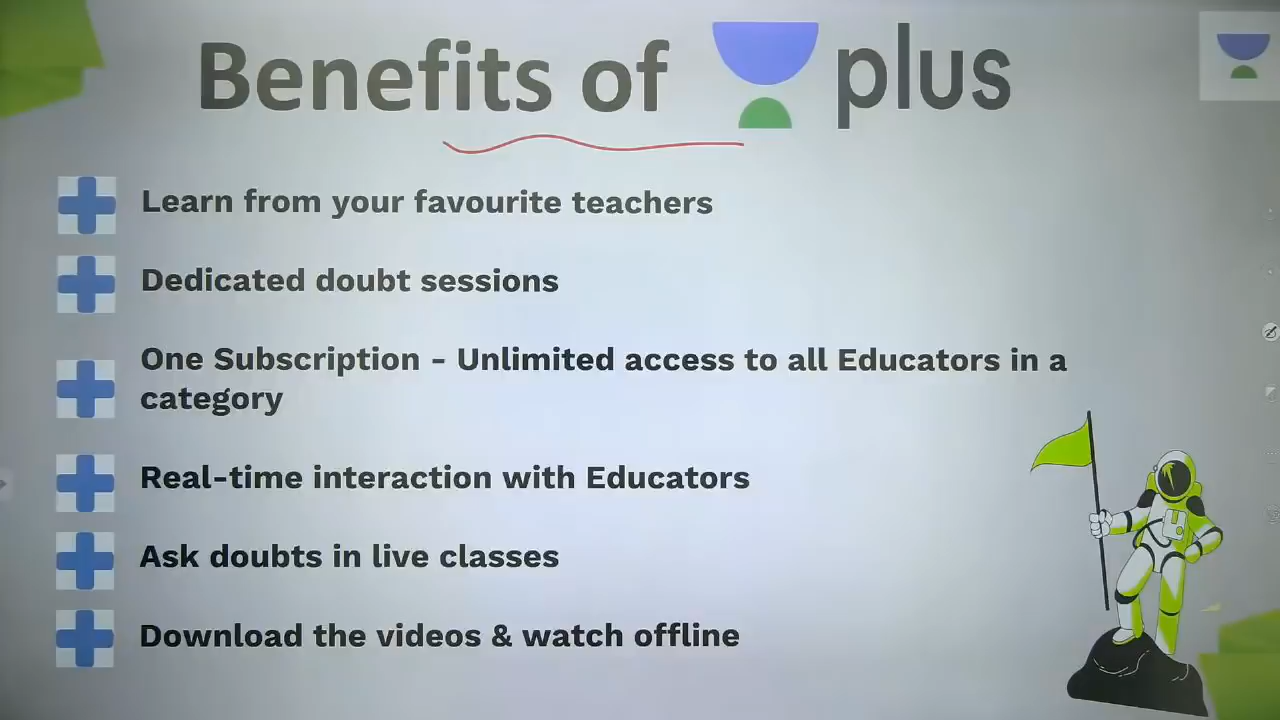 Benefits of plus
Learn from your favourite teachers
Dedicated doubt sessions
One Subscription - Unlimited access to all Educators in a
category
Real-time interaction with Educators
Ask doubts in live classes
Download the videos & watch offline